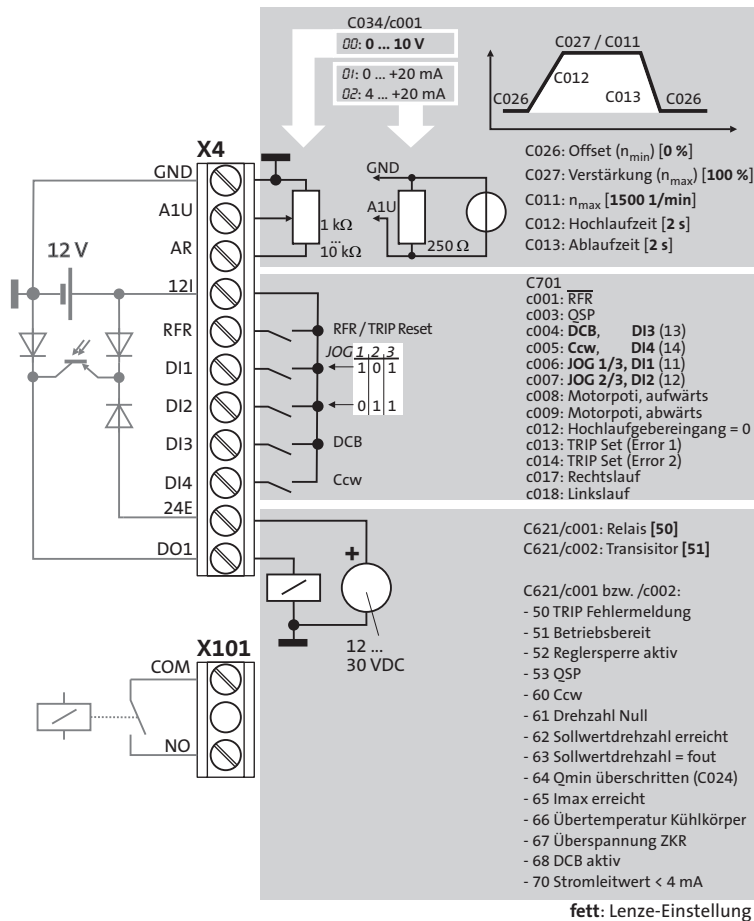 C034/c001
00: 0 ... 10 V
01: 0 ... +20 mA
02: 4 ... +20 mA
C027 / C011
C012
C026
C013
C026
C026: Offset (nmin) [0 %]
C027: Verstärkung (nmax) [100 %]
C011: nmax [1500 1/min]
C012: Hochlaufzeit [2 s]
C013: Ablaufzeit [2 s]
X4
GND
A1U
AR
12I
RFR
DI1
DI2
DI3
DI4
24E
DO1
12 V
1 kΩ
...
10 kΩ
GND
A1U
250 Ω
RFR / TRIP Reset
JOG 1 2 3
1 0 1
0 1 1
DCB
Ccw
C701
c001: RFR
c003: QSP
c004: DCB, DI3 (13)
c005: Ccw, DI4 (14)
c006: JOG 1/3, DI1 (11)
c007: JOG 2/3, DI2 (12)
c008: Motorpoti, aufwärts
c009: Motorpoti, abwärts
c012: Hochlaufgebereingang = 0
c013: TRIP Set (Error 1)
c014: TRIP Set (Error 2)
c017: Rechtslauf
c018: Linkslauf
+
12 ...
30 VDC
C621/c001: Relais [50]
C621/c002: Transisitor [51]
C621/c001 bzw. /c002:
- 50 TRIP Fehlermeldung
- 51 Betriebsbereit
- 52 Reglersperre aktiv
- 53 QSP
- 60 Ccw
- 61 Drehzahl Null
- 62 Sollwertdrehzahl erreicht
- 63 Sollwertdrehzahl = fout
- 64 Qmin überschritten (C024)
- 65 Imax erreicht
- 66 Übertemperatur Kühlkörper
- 67 Überspannung ZKR
- 68 DCB aktiv
- 70 Stromleitwert < 4 mA
X101
COM
NO
fett: Lenze-Einstellung